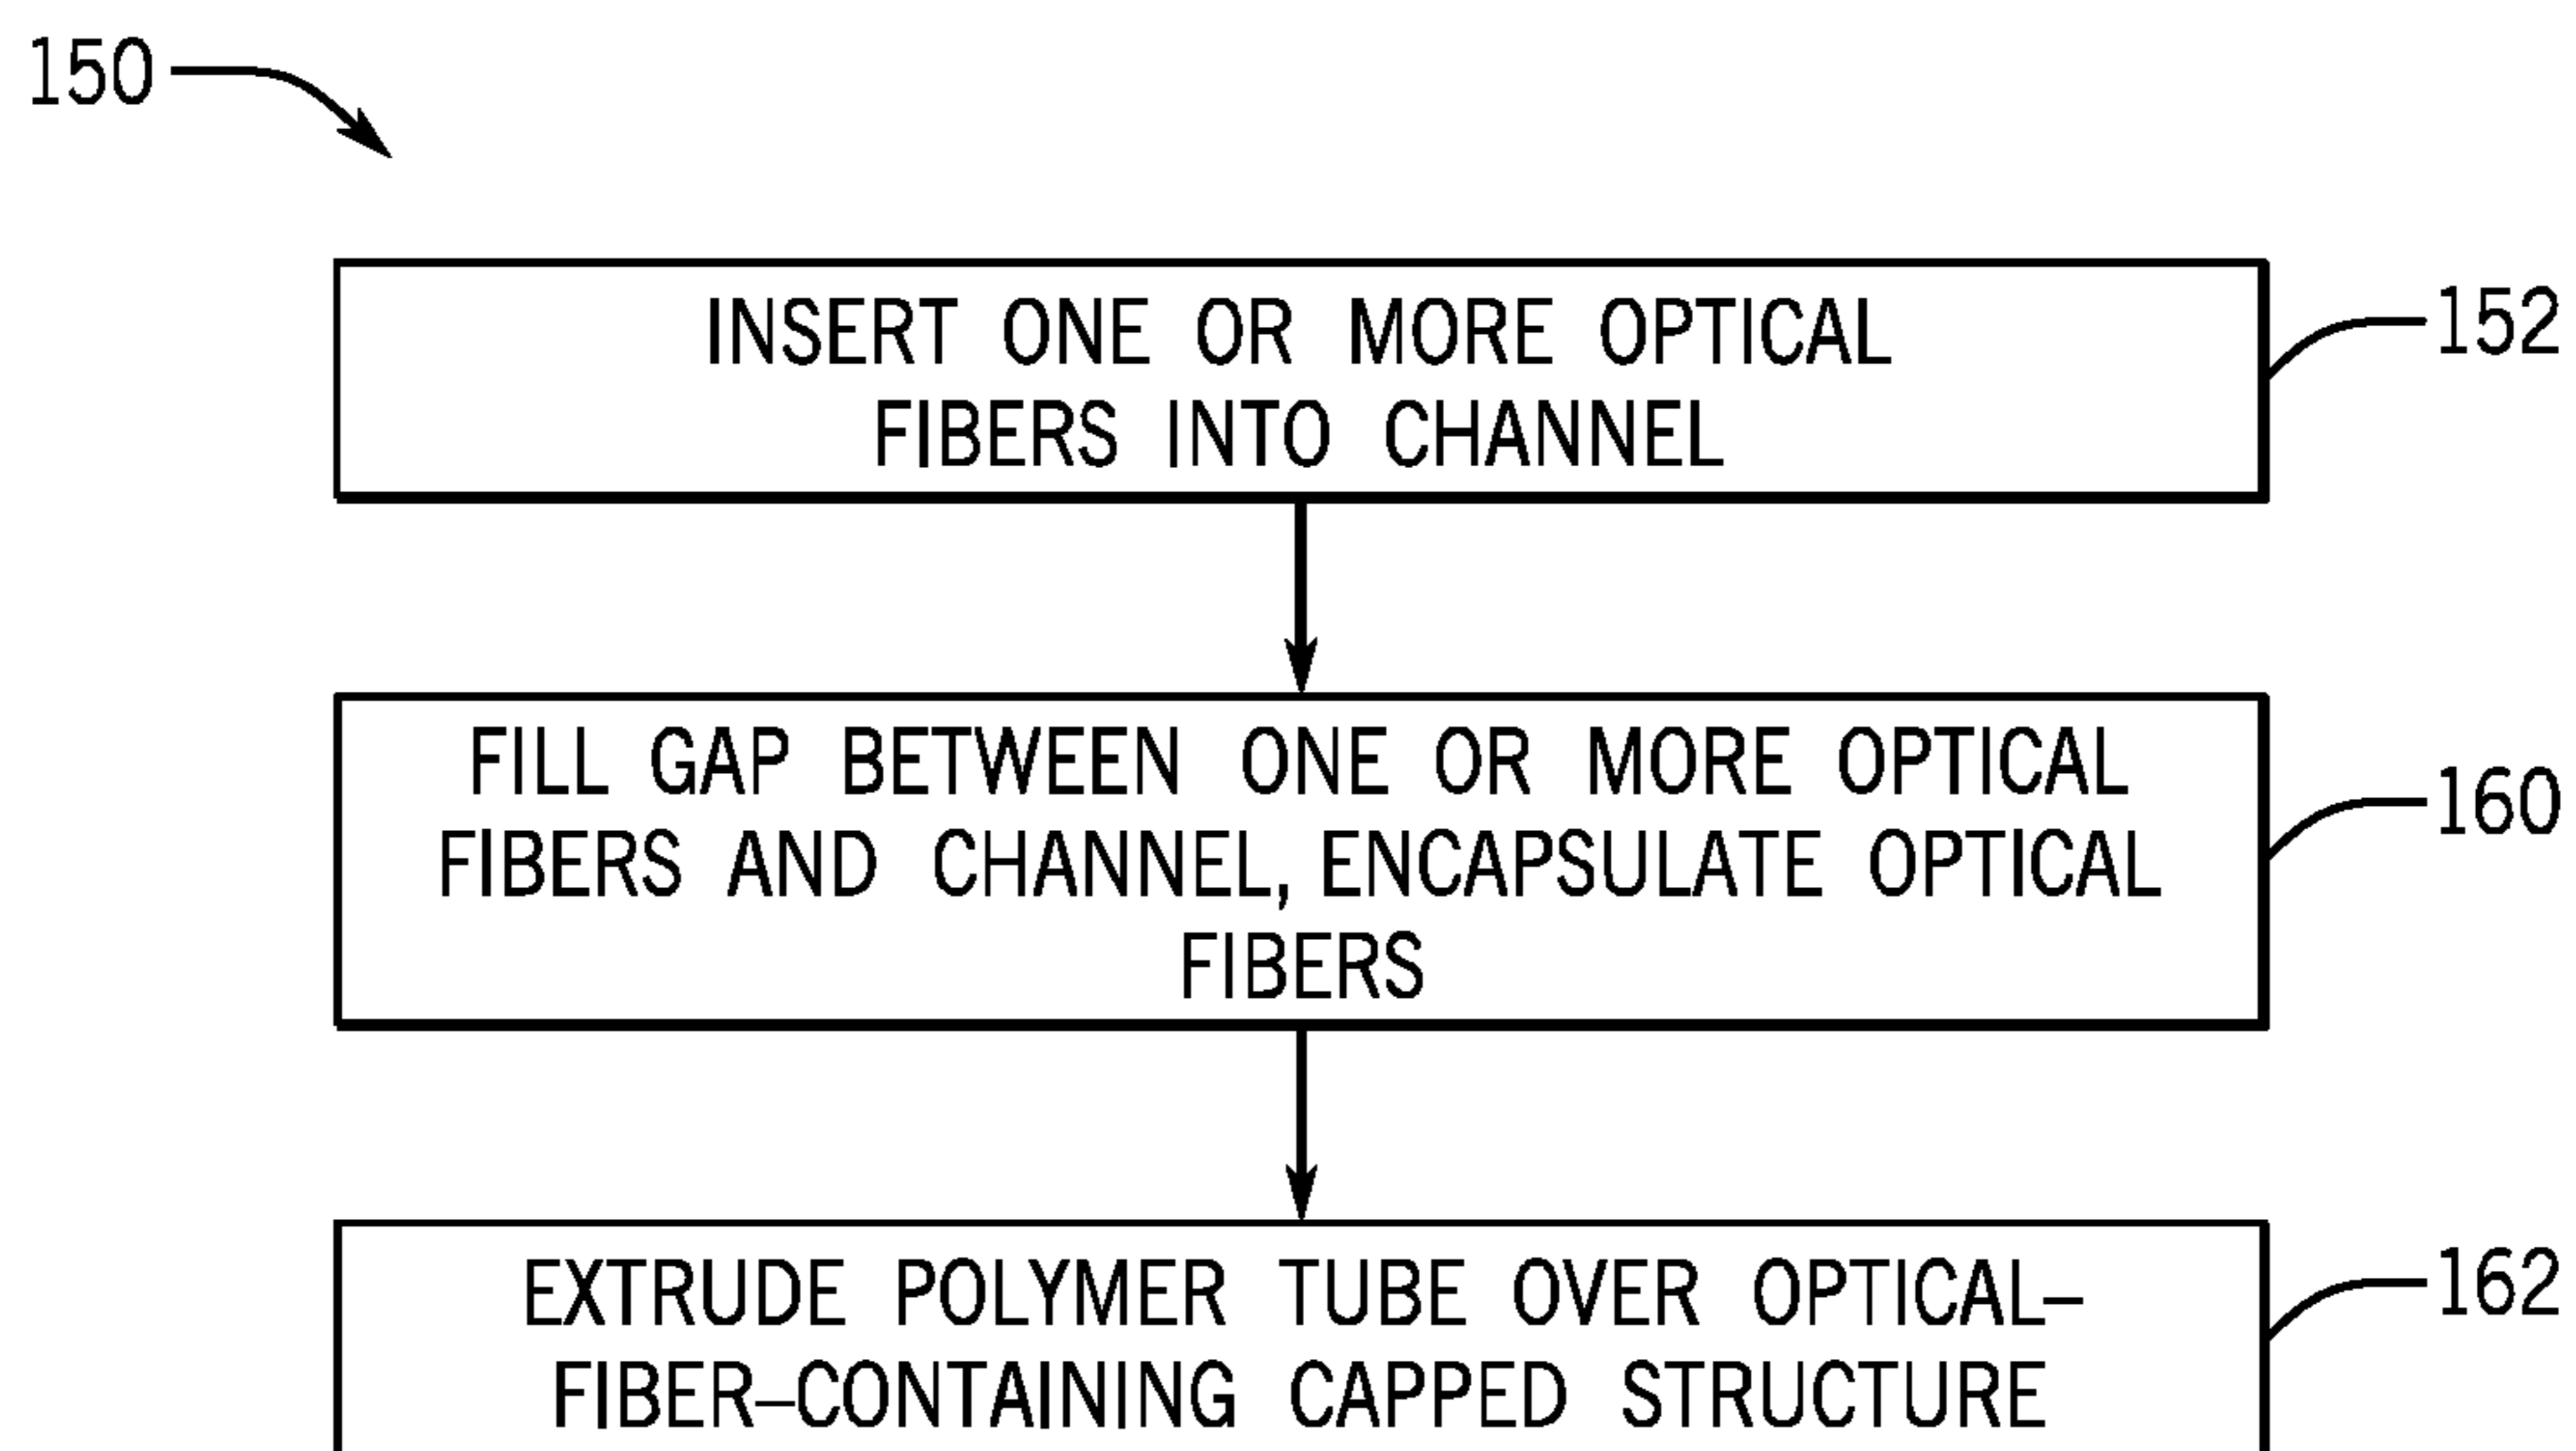 150
INSERT ONE OR MORE OPTICAL
FIBERS INTO CHANNEL
152
FILL GAP BETWEEN ONE OR MORE OPTICAL
FIBERS AND CHANNEL, ENCAPSULATE OPTICAL
FIBERS
160
EXTRUDE POLYMER TUBE OVER OPTICAL–
FIBER–CONTAINING CAPPED STRUCTURE
162